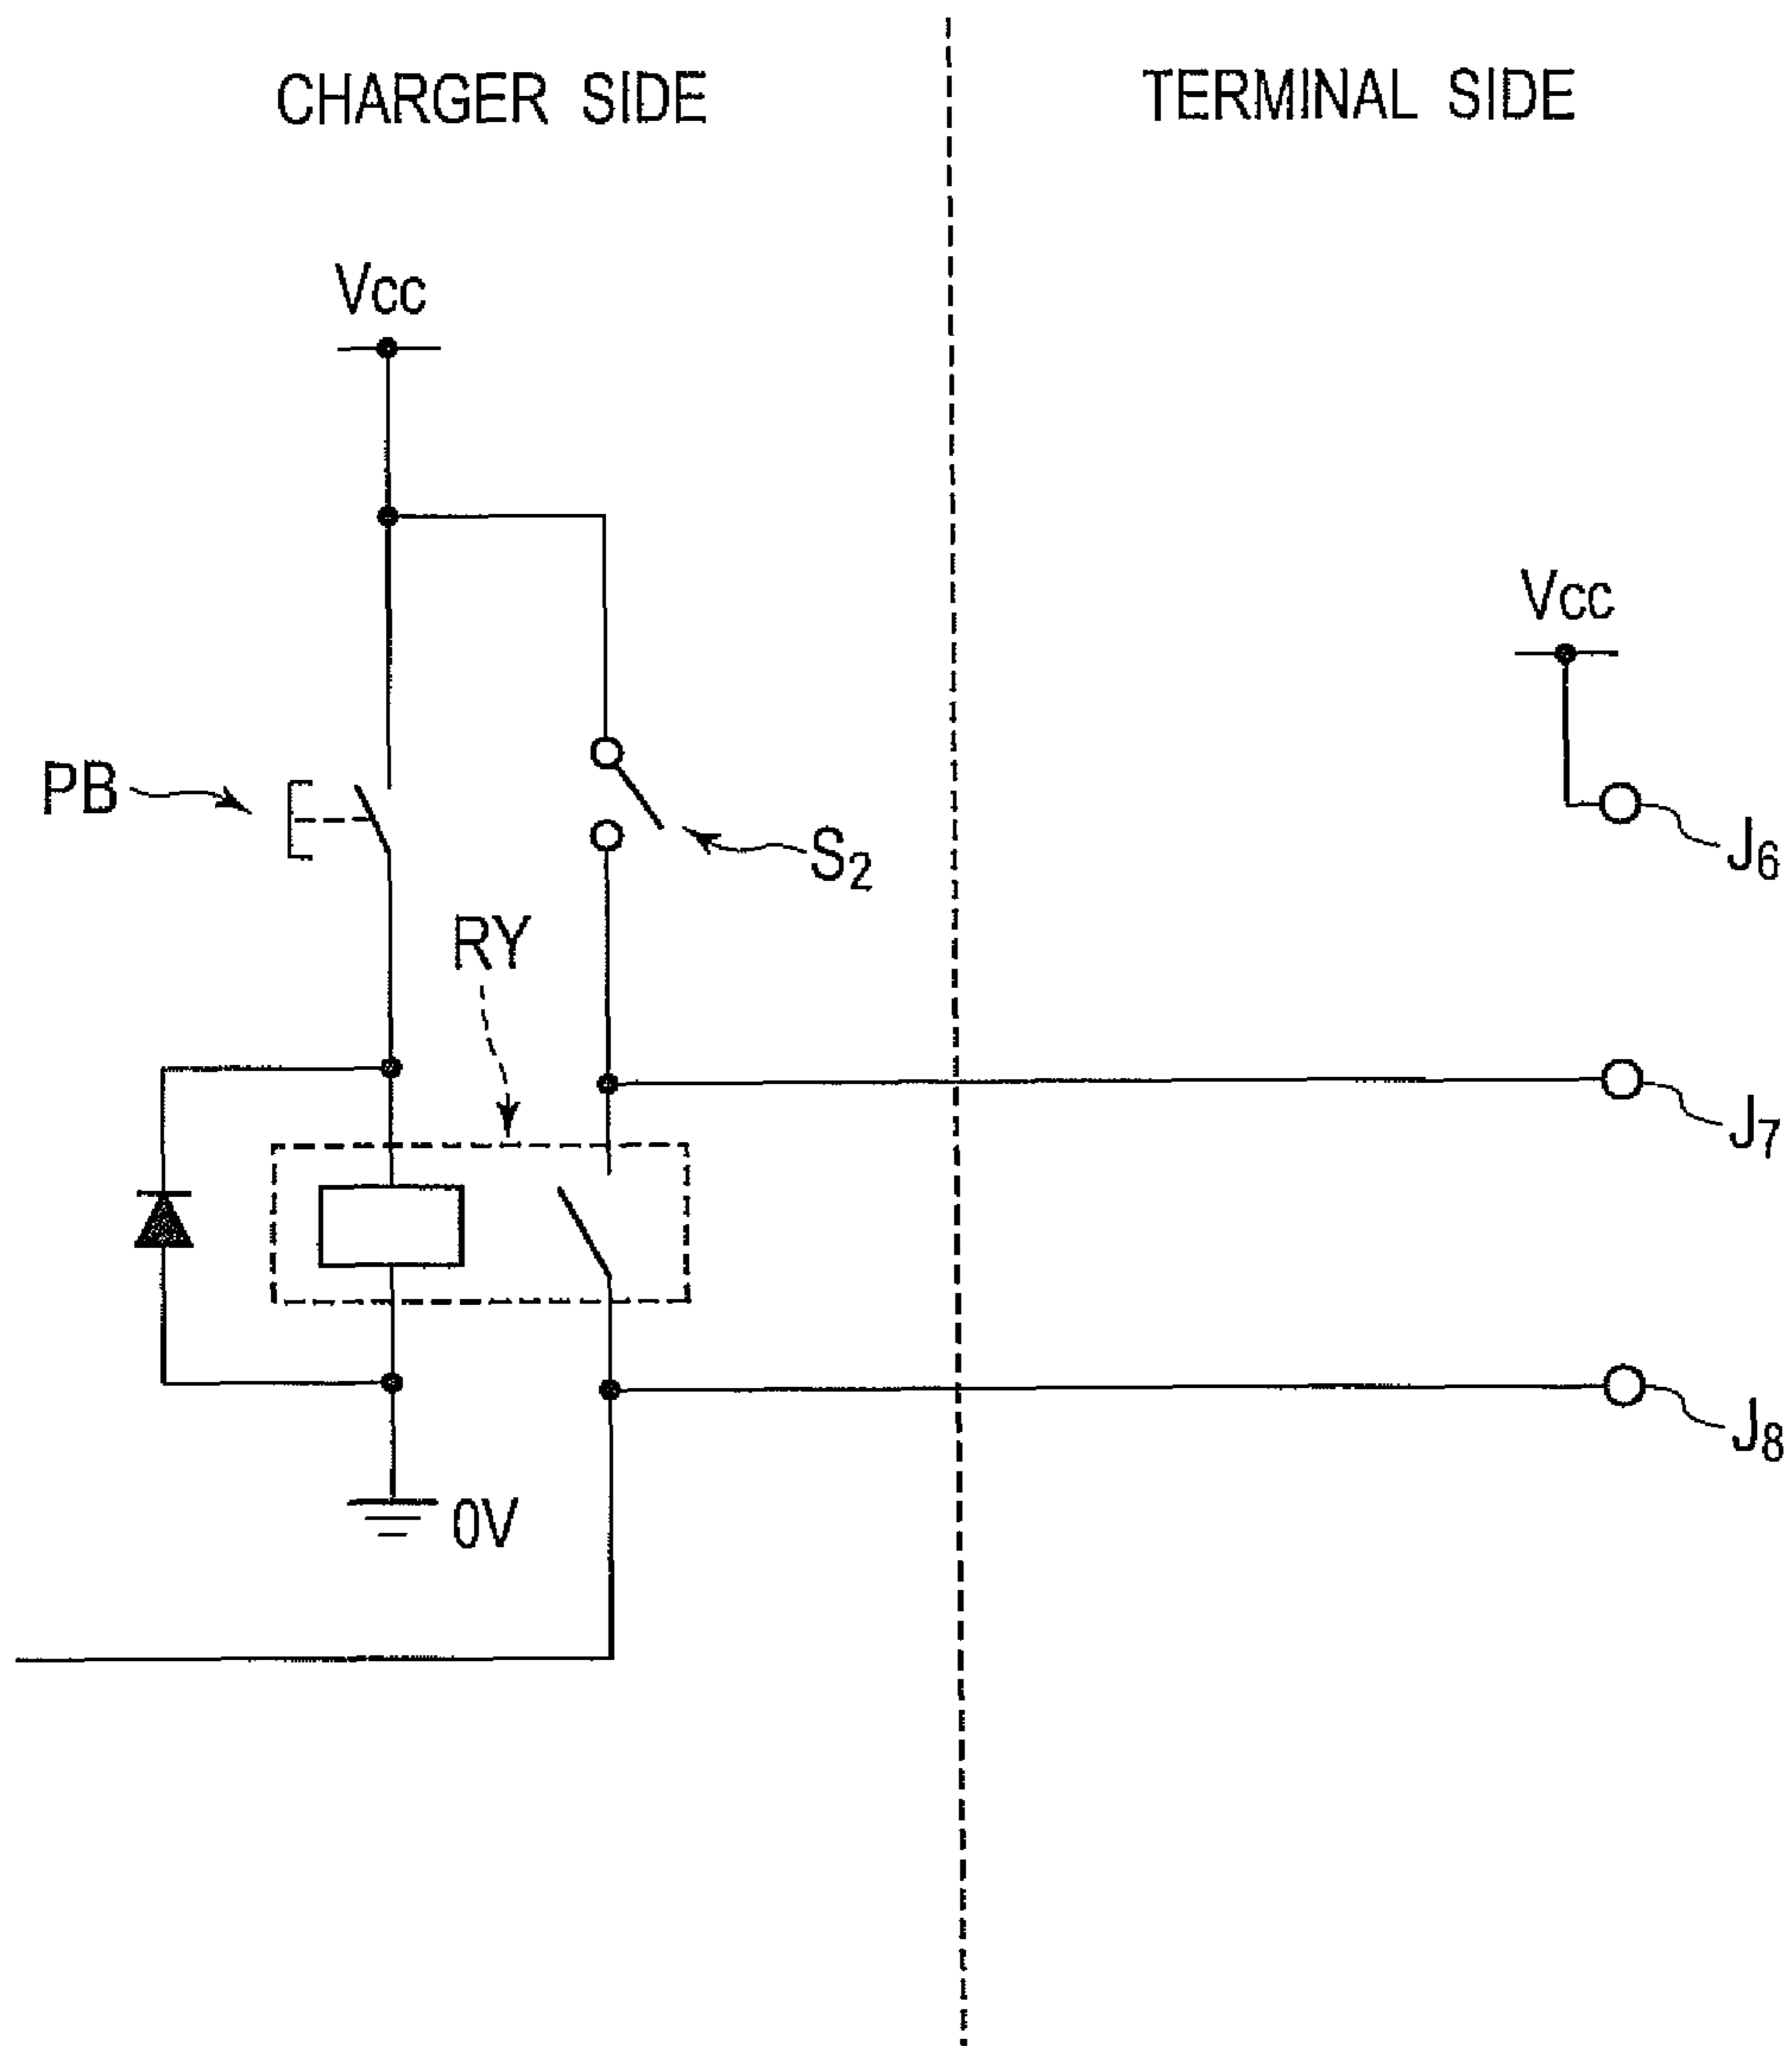 CHARGER SIDE
TERMINAL SIDE
Vcc
Vcc
PB
S2
J6
RY
J7
J8
0V